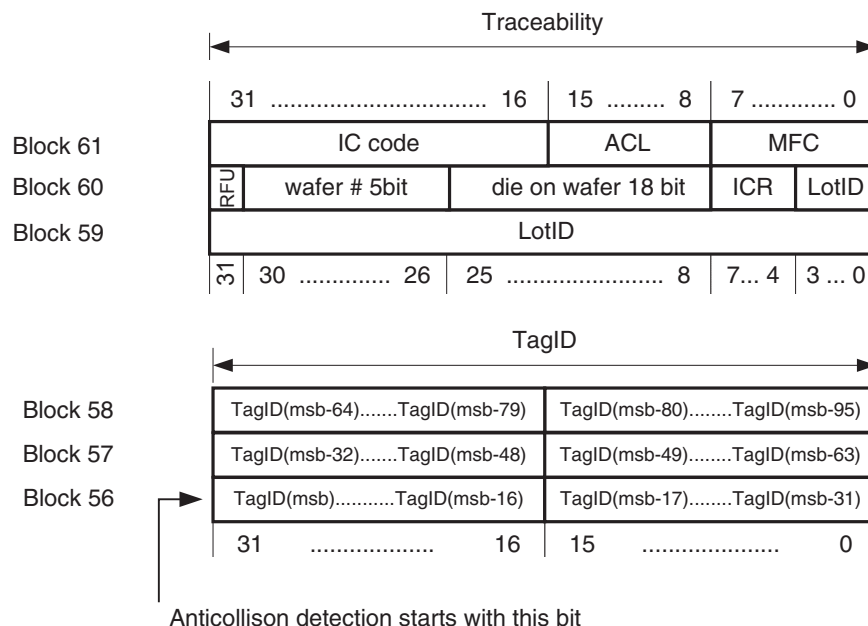 Traceability
31 ................................ 16 15 ......... 8 7 ............ 0
Block 61 IC code ACL MFC
Block 60 RFU wafer # 5bit die on wafer 18 bit ICR LotID
Block 59 LotID
31 30 .............. 26 25 ....................... 8 7... 4 3 ... 0
TagID
Block 58 TagID(msb-64).......TagID(msb-79) TagID(msb-80)........TagID(msb-95)
Block 57 TagID(msb-32)......TagID(msb-48) TagID(msb-49).......TagID(msb-63)
Block 56 TagID(msb)...........TagID(msb-16) TagID(msb-17).......TagID(msb-31)
31 .................. 16 15 .................... 0
Anticollison detection starts with this bit